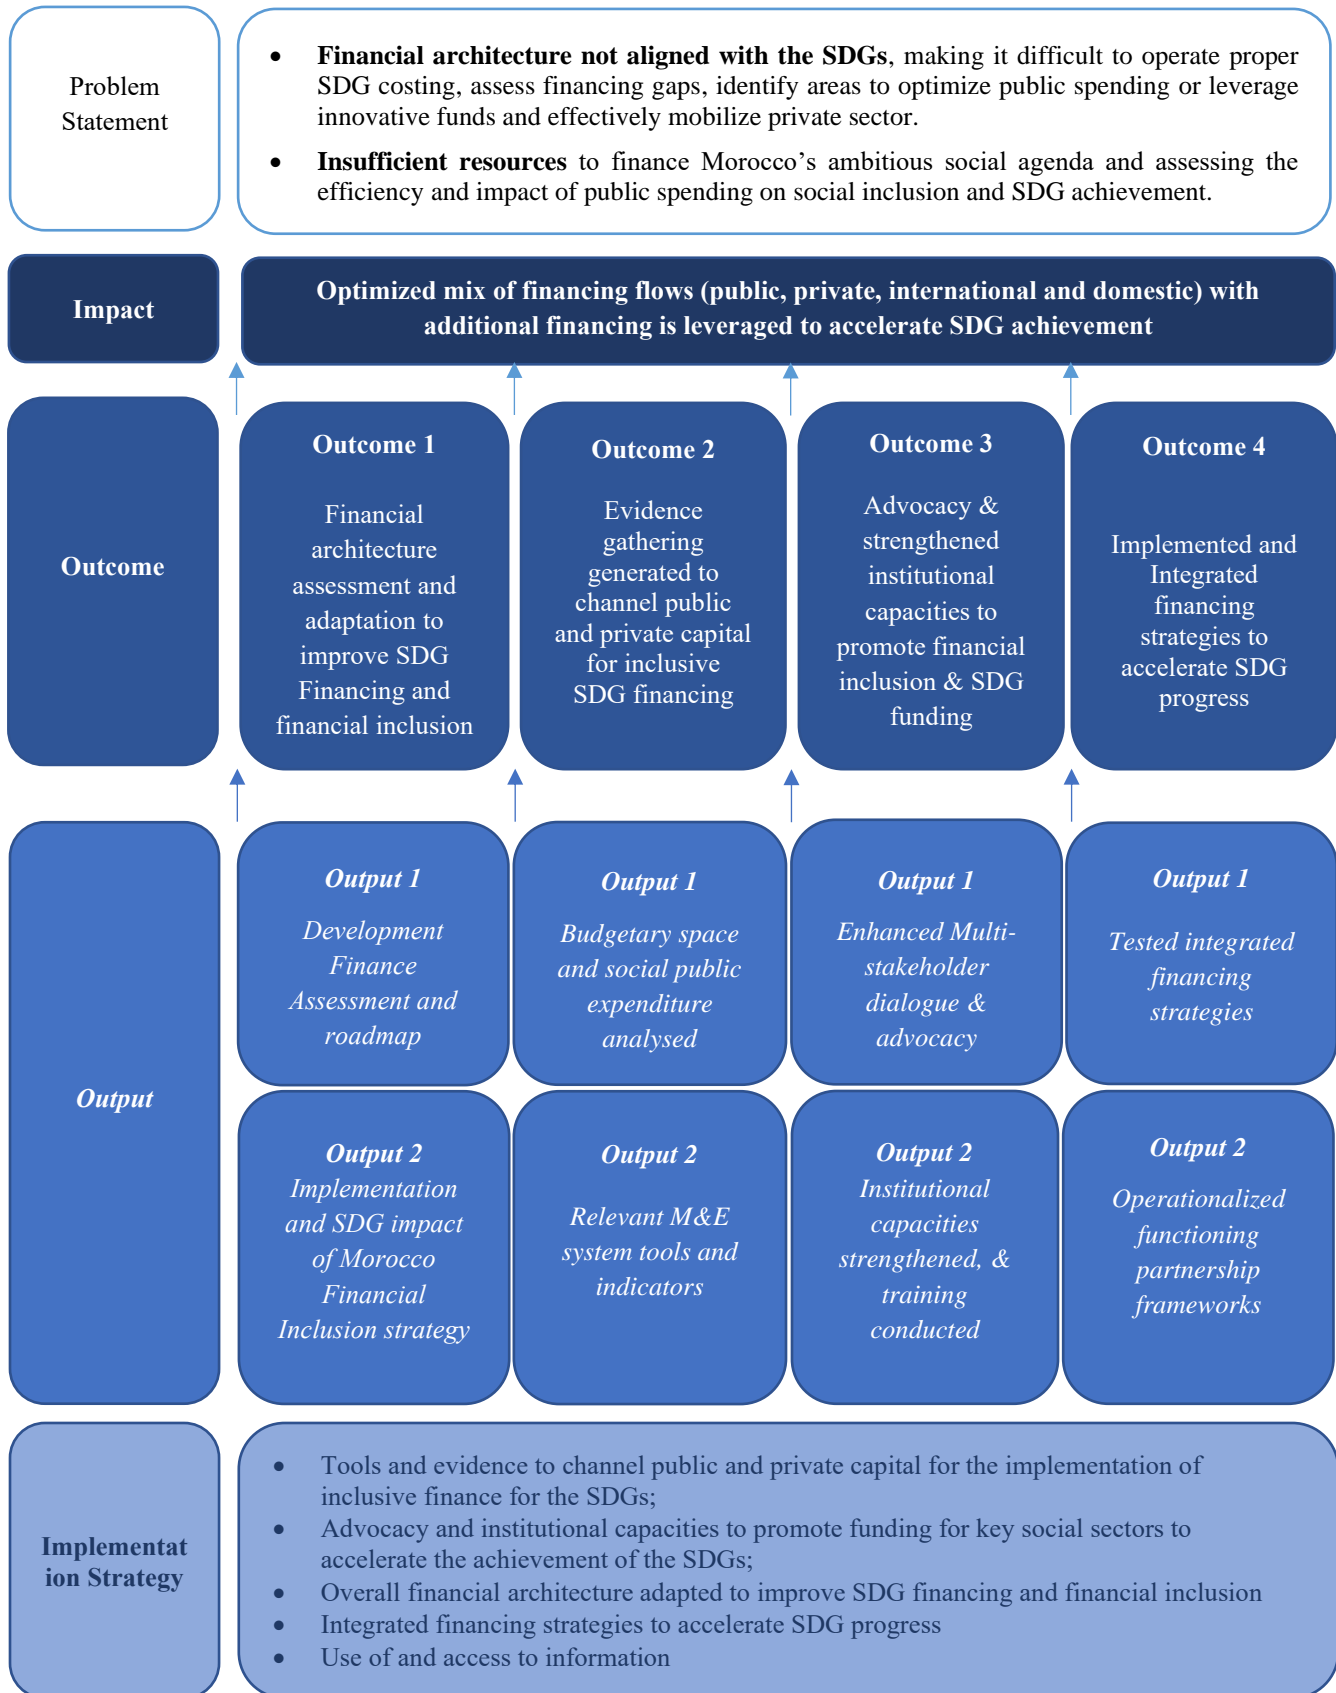 Problem
Statement
• Financial architecture not aligned with the SDGs, making it difficult to operate proper
SDG costing, assess financing gaps, identify areas to optimize public spending or leverage
innovative funds and effectively mobilize private sector.
• Insufficient resources to finance Morocco’s ambitious social agenda and assessing the
efficiency and impact of public spending on social inclusion and SDG achievement.
Impact
Optimized mix of financing flows (public, private, international and domestic) with
additional financing is leveraged to accelerate SDG achievement
Outcome
Outcome 1
Financial
architecture
assessment and
adaptation to
improve SDG
Financing and
financial inclusion
Outcome 2
Evidence
gathering
generated to
channel public
and private capital
for inclusive
SDG financing
Outcome 3
Advocacy &
strengthened
institutional
capacities to
promote financial
inclusion & SDG
funding
Outcome 4
Implemented and
Integrated
financing
strategies to
accelerate SDG
progress
Output
Output 1
Development
Finance
Assessment and
roadmap
Output 1
Budgetary space
and social public
expenditure
analysed
Output 1
Enhanced Multi-
stakeholder
dialogue &
advocacy
Output 1
Tested integrated
financing
strategies
Output 2
Implementation
and SDG impact
of Morocco
Financial
Inclusion strategy
Output 2
Relevant M&E
system tools and
indicators
Output 2
Institutional
capacities
strengthened, &
training
conducted
Output 2
Operationalized
functioning
partnership
frameworks
Implementat
ion Strategy
• Tools and evidence to channel public and private capital for the implementation of
inclusive finance for the SDGs;
• Advocacy and institutional capacities to promote funding for key social sectors to
accelerate the achievement of the SDGs;
• Overall financial architecture adapted to improve SDG financing and financial inclusion
• Integrated financing strategies to accelerate SDG progress
• Use of and access to information